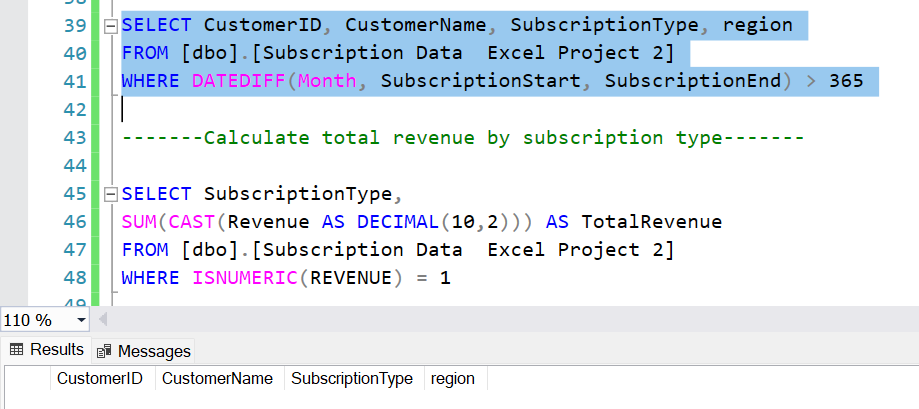 39 SELECT CustomerID, CustomerName, SubscriptionType, region
40 FROM [dbo].[Subscription Data  Excel Project 2]
41 WHERE DATEDIFF(Month, SubscriptionStart, SubscriptionEnd) > 365
42
43 -------Calculate total revenue by subscription type-------
44
45 SELECT SubscriptionType,
46 SUM(CAST(Revenue AS DECIMAL(10,2))) AS TotalRevenue
47 FROM [dbo].[Subscription Data  Excel Project 2]
48 WHERE ISNUMERIC(REVENUE) = 1
110 %
Results Messages
CustomerID CustomerName SubscriptionType region